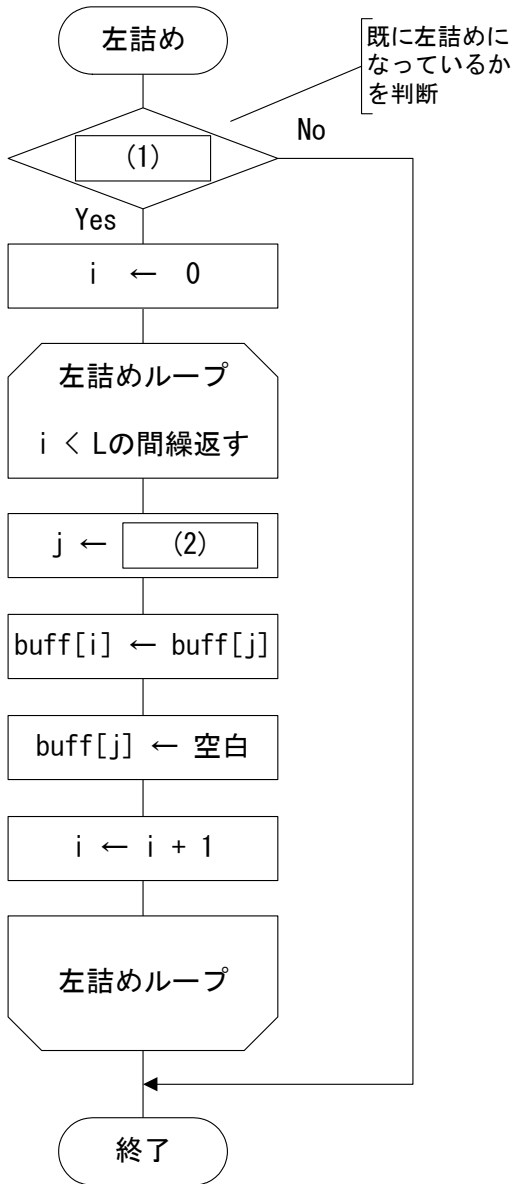 左詰め
既に左詰めに
なっているか
を判断
(1)
No
Yes
i ← 0
左詰めループ
i < Lの間繰返す
j ← (2)
buff[i] ← buff[j]
buff[j] ← 空白
i ← i + 1
左詰めループ
終了